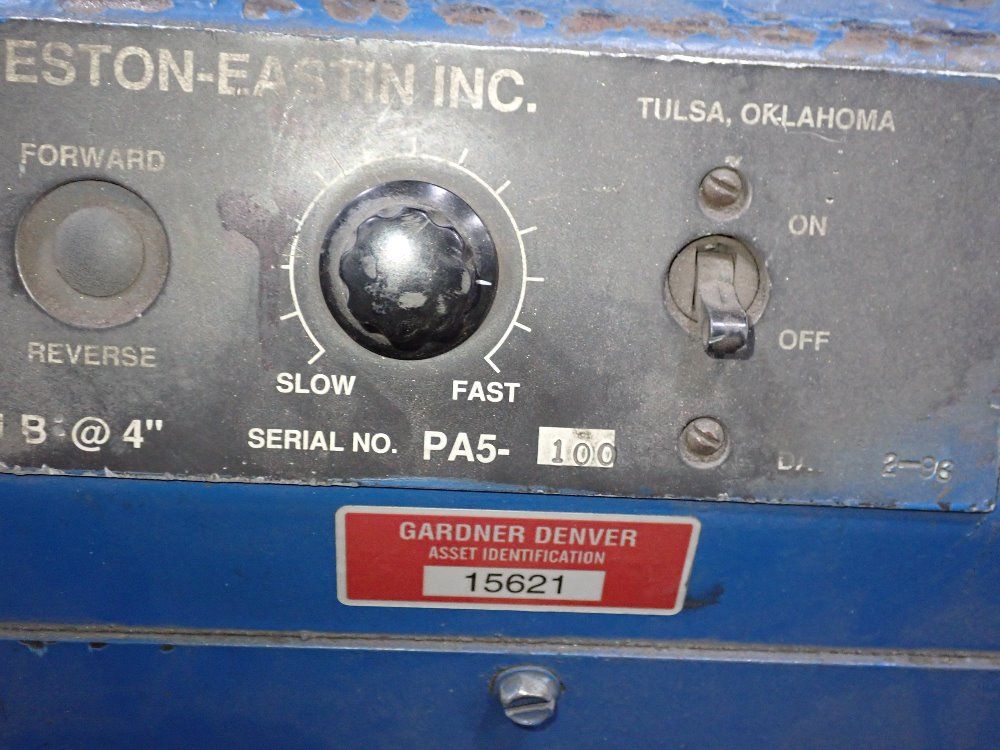 ESTON-EASTIN INC.
TULSA, OKLAHOMA
FORWARD
ON
REVERSE
OFF
SLOW
FAST
B @ 4"
SERIAL NO. PA5- 100
2-98
GARDNER DENVER
ASSET IDENTIFICATION
15621